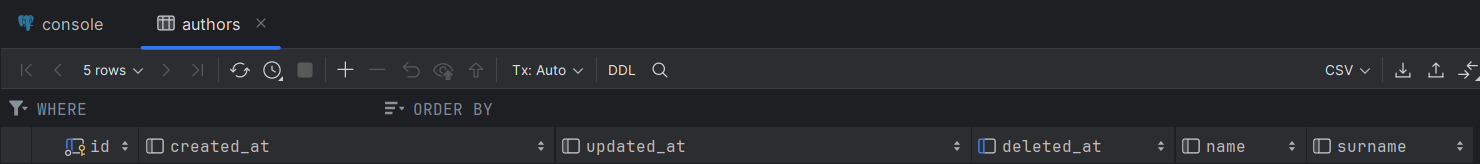 console authors
5 rows Tx: Auto DDL CSV
WHERE ORDER BY
id created_at updated_at deleted_at name surname